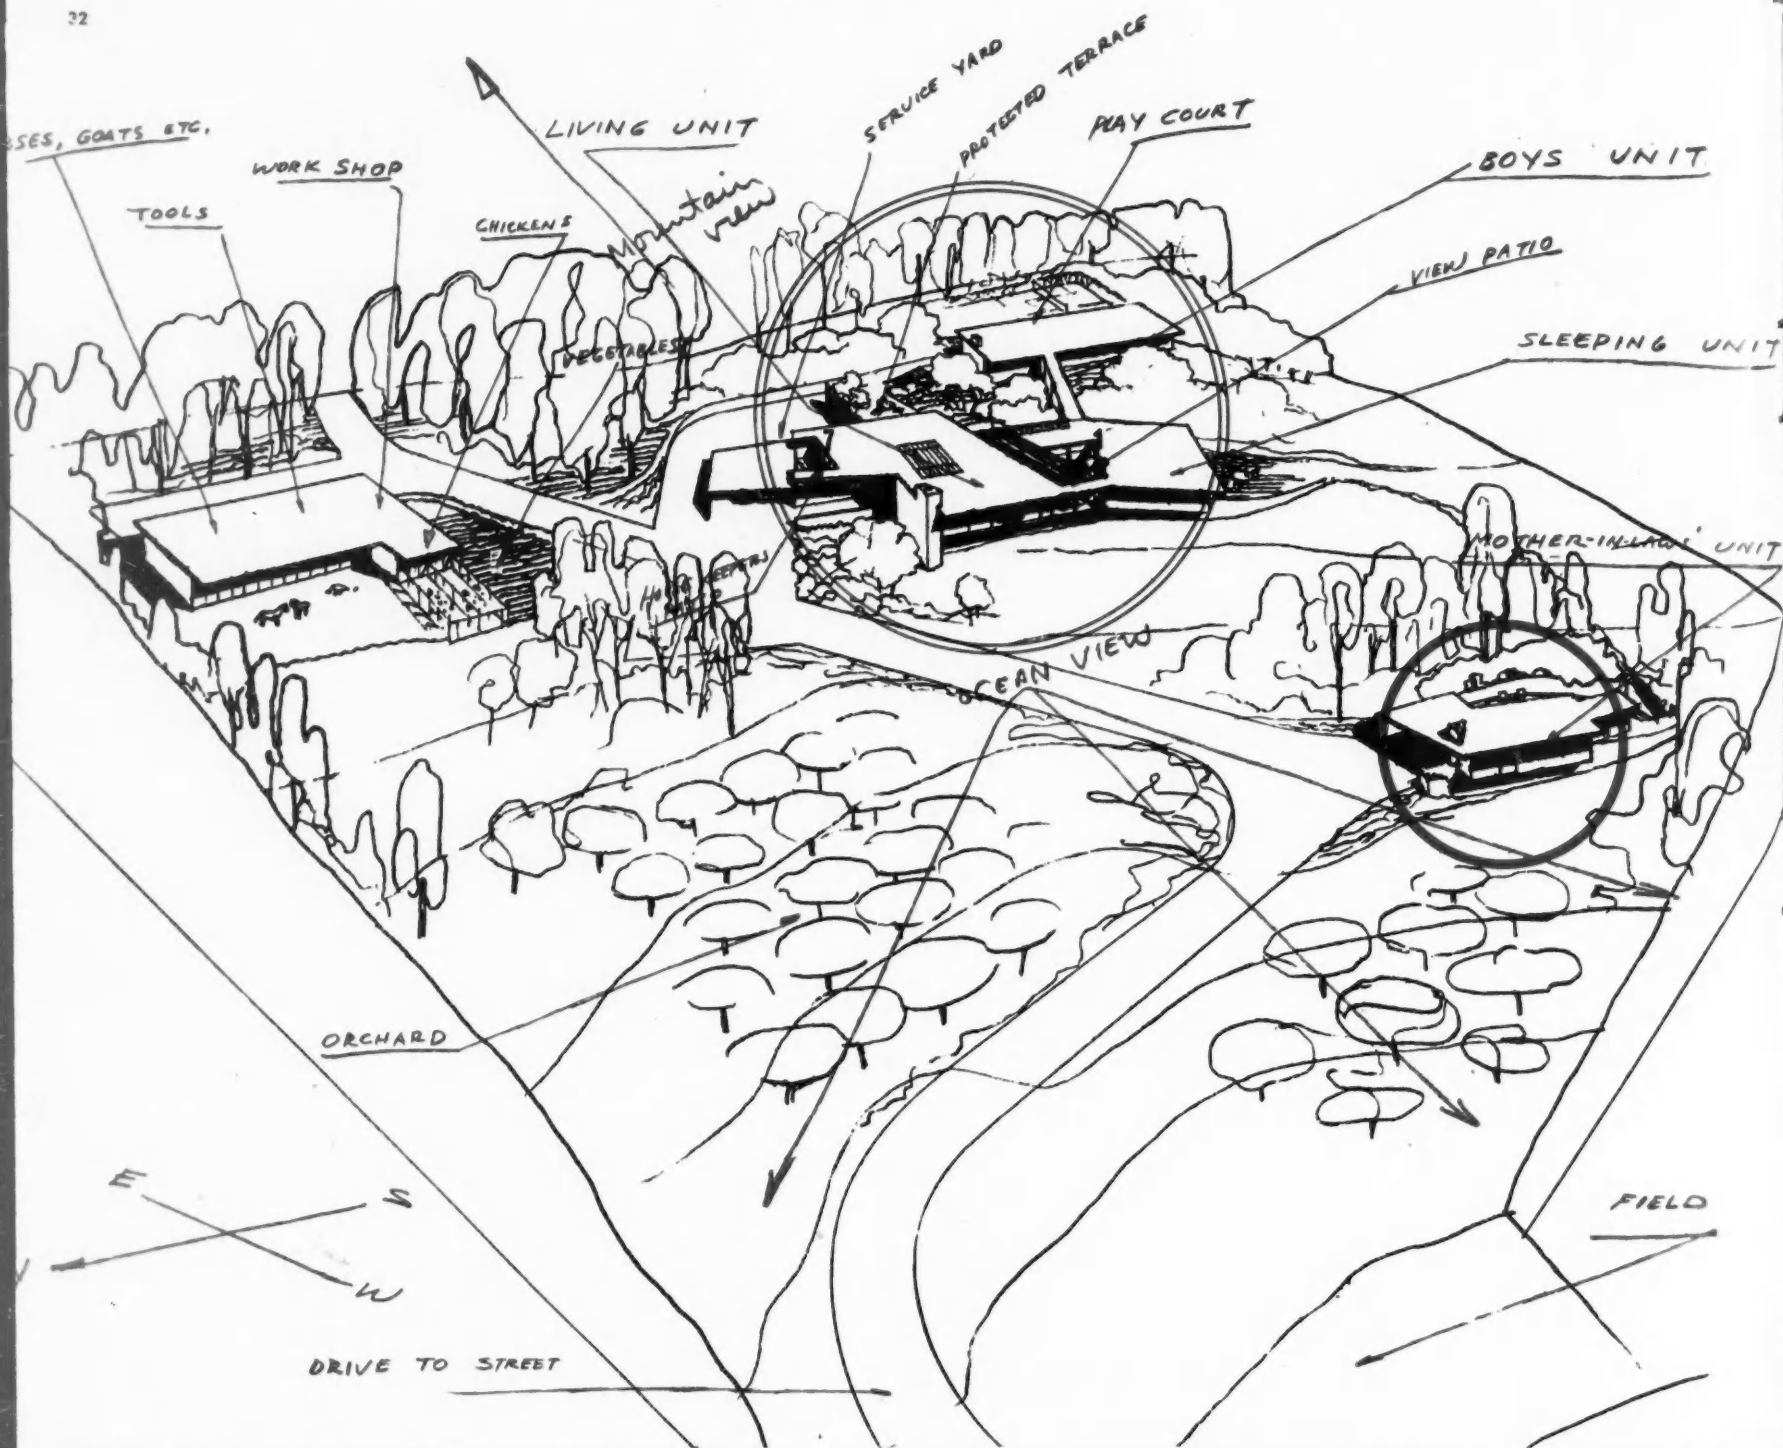 32
SERVICE YARD
PROTECTED TERRACE
LIVING UNIT
PLAY COURT
SES, GOATS ETC.
BOYS UNIT
WORK SHOP
TOOLS
CHICKENS
Mountain
view
VIEW PATIO
VEGETABLES
SLEEPING UNIT
MOTHER-IN-LAWS' UNIT
OCEAN VIEW
ORCHARD
E
S
W
FIELD
DRIVE TO STREET